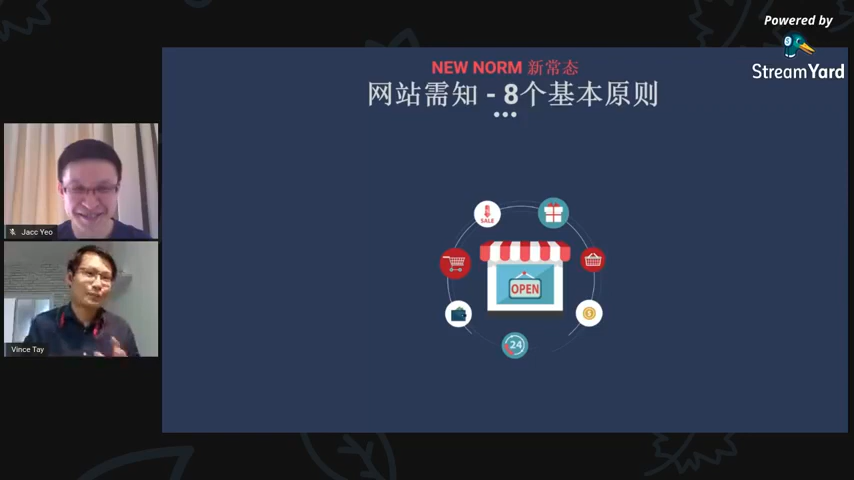 Powered by
StreamYard
NEW NORM 新常态
网站需知 - 8个基本原则
SALE
OPEN
24
Jacc Yeo
Vince Tay